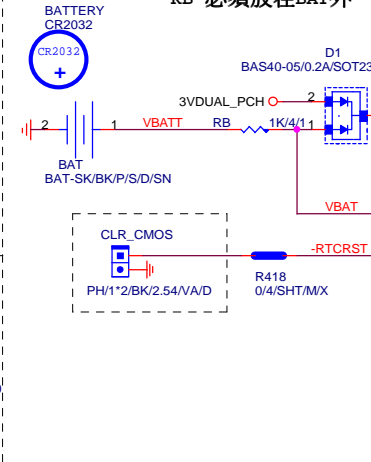 RB 必須放在BAT外
BATTERY
CR2032
CR2032
+
D1
BAS40-05/0.2A/SOT23
3VDUAL_PCH
2
2
1
VBATT
RB
1K/4/1
1
BAT
BAT-SK/BK/P/S/D/SN
VBAT
CLR_CMOS
-RTCRST
PH/1*2/BK/2.54/VA/D
R418
0/4/SHT/M/X